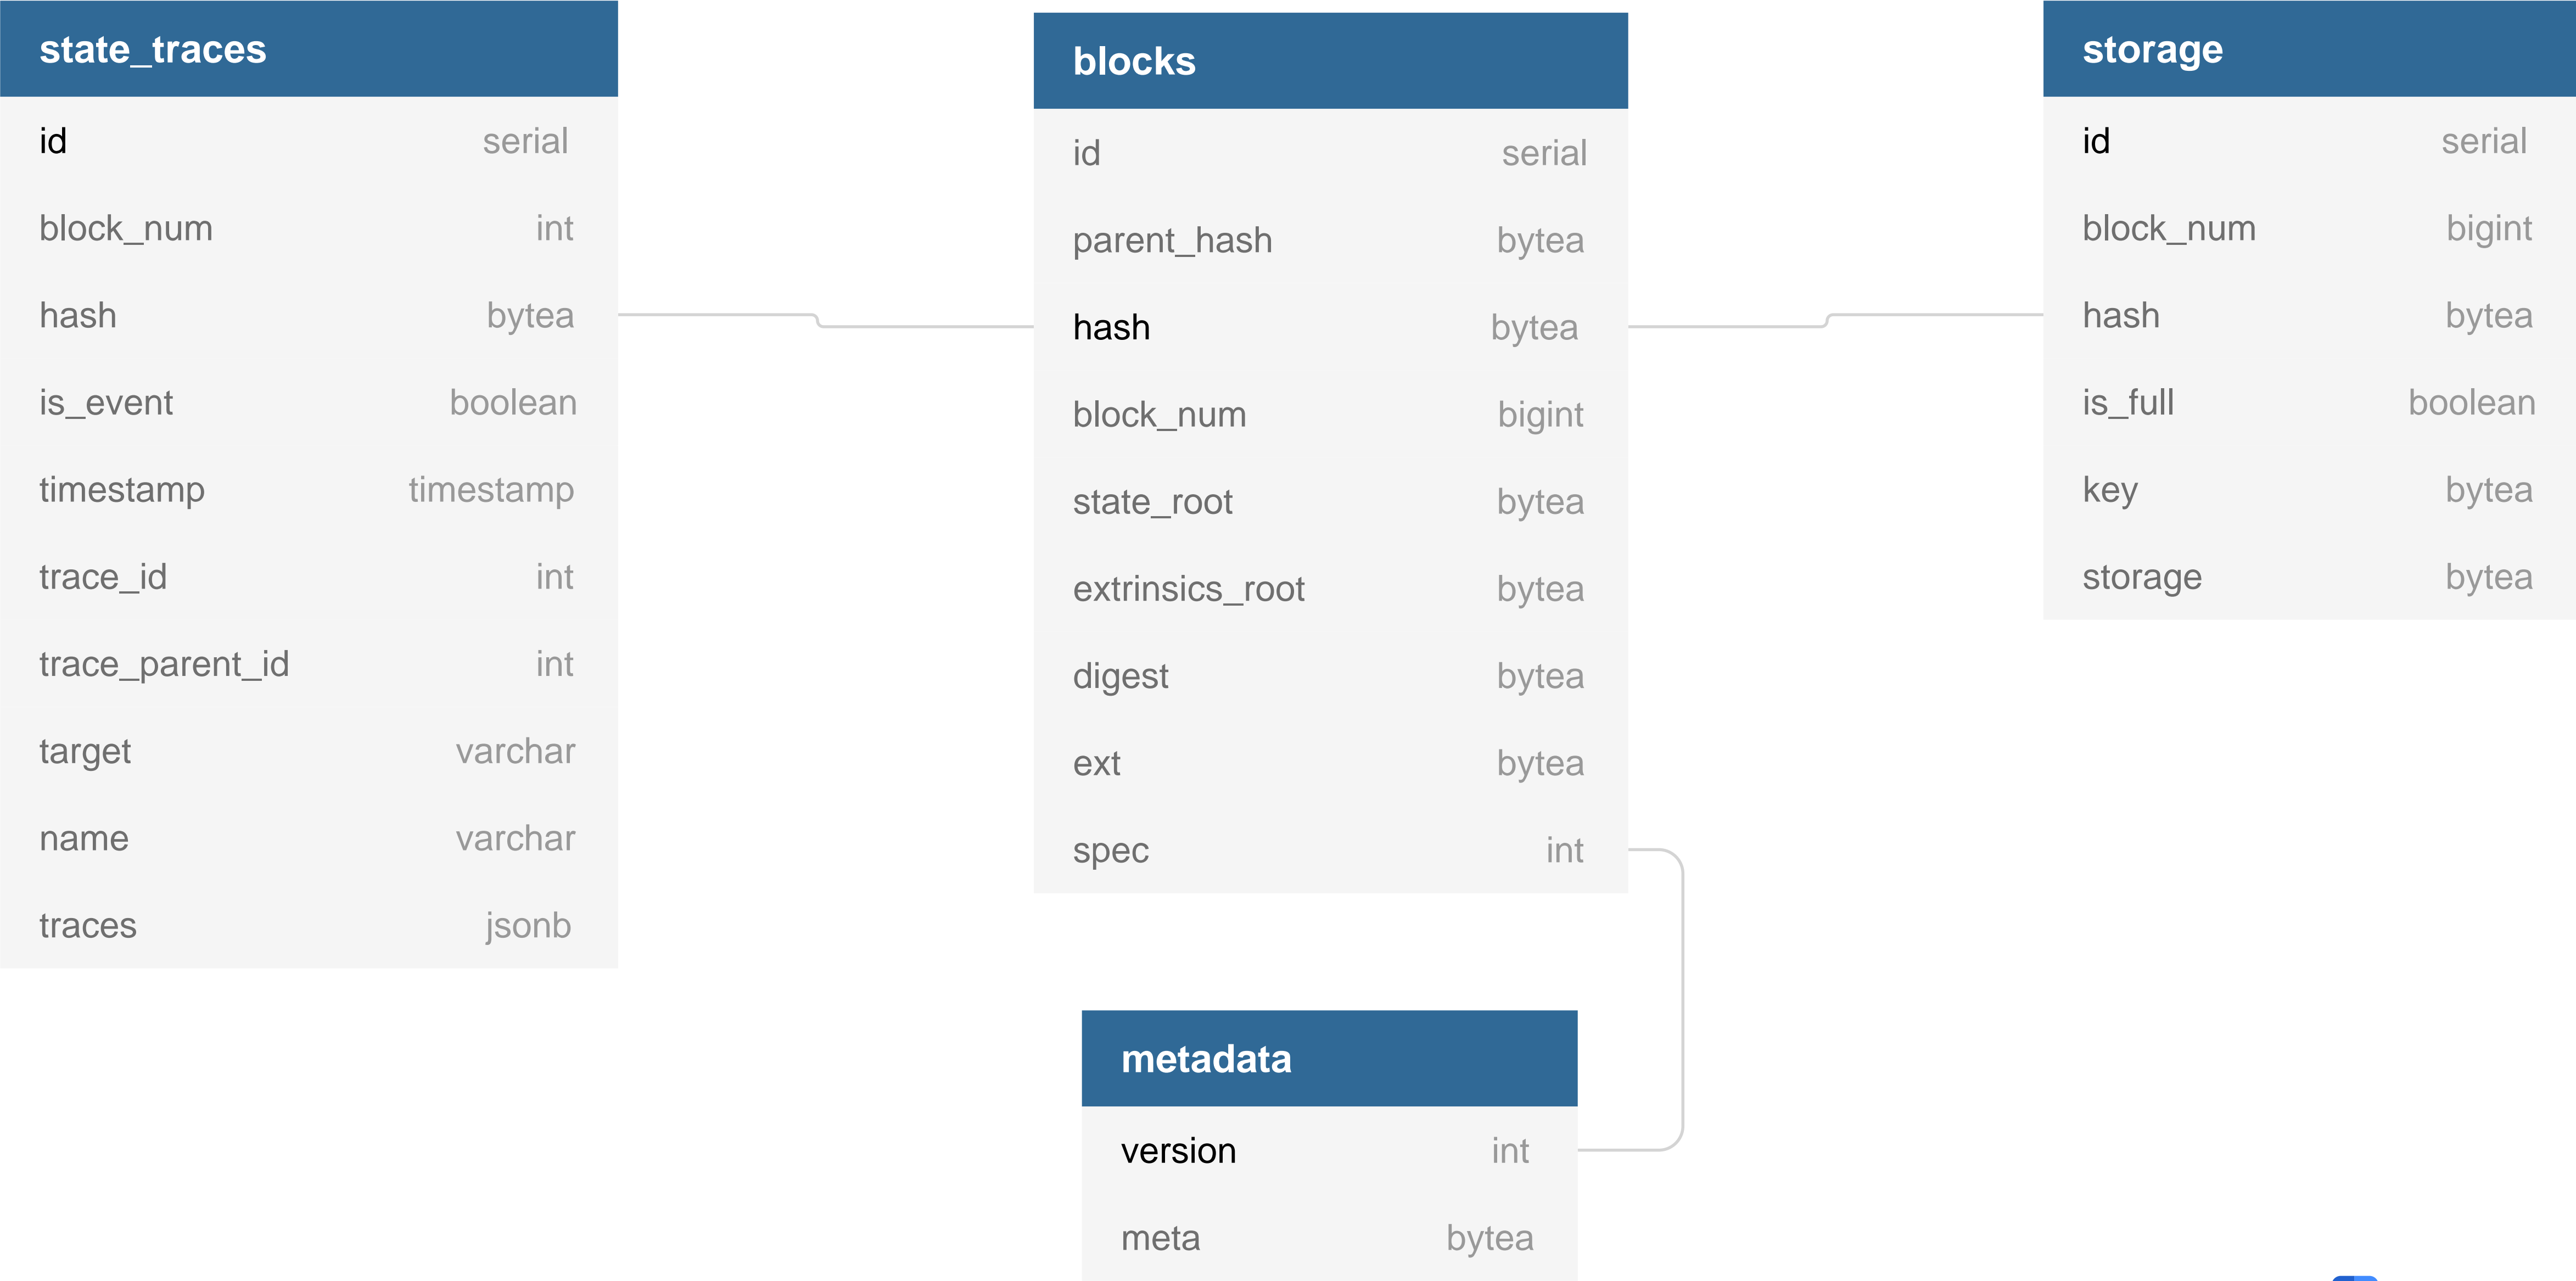 state_traces
id serial
block_num int
hash bytea
is_event boolean
timestamp timestamp
trace_id int
trace_parent_id int
target varchar
name varchar
traces jsonb
blocks
id serial
parent_hash bytea
hash bytea
block_num bigint
state_root bytea
extrinsics_root bytea
digest bytea
ext bytea
spec int
storage
id serial
block_num bigint
hash bytea
is_full boolean
key bytea
storage bytea
metadata
version int
meta bytea